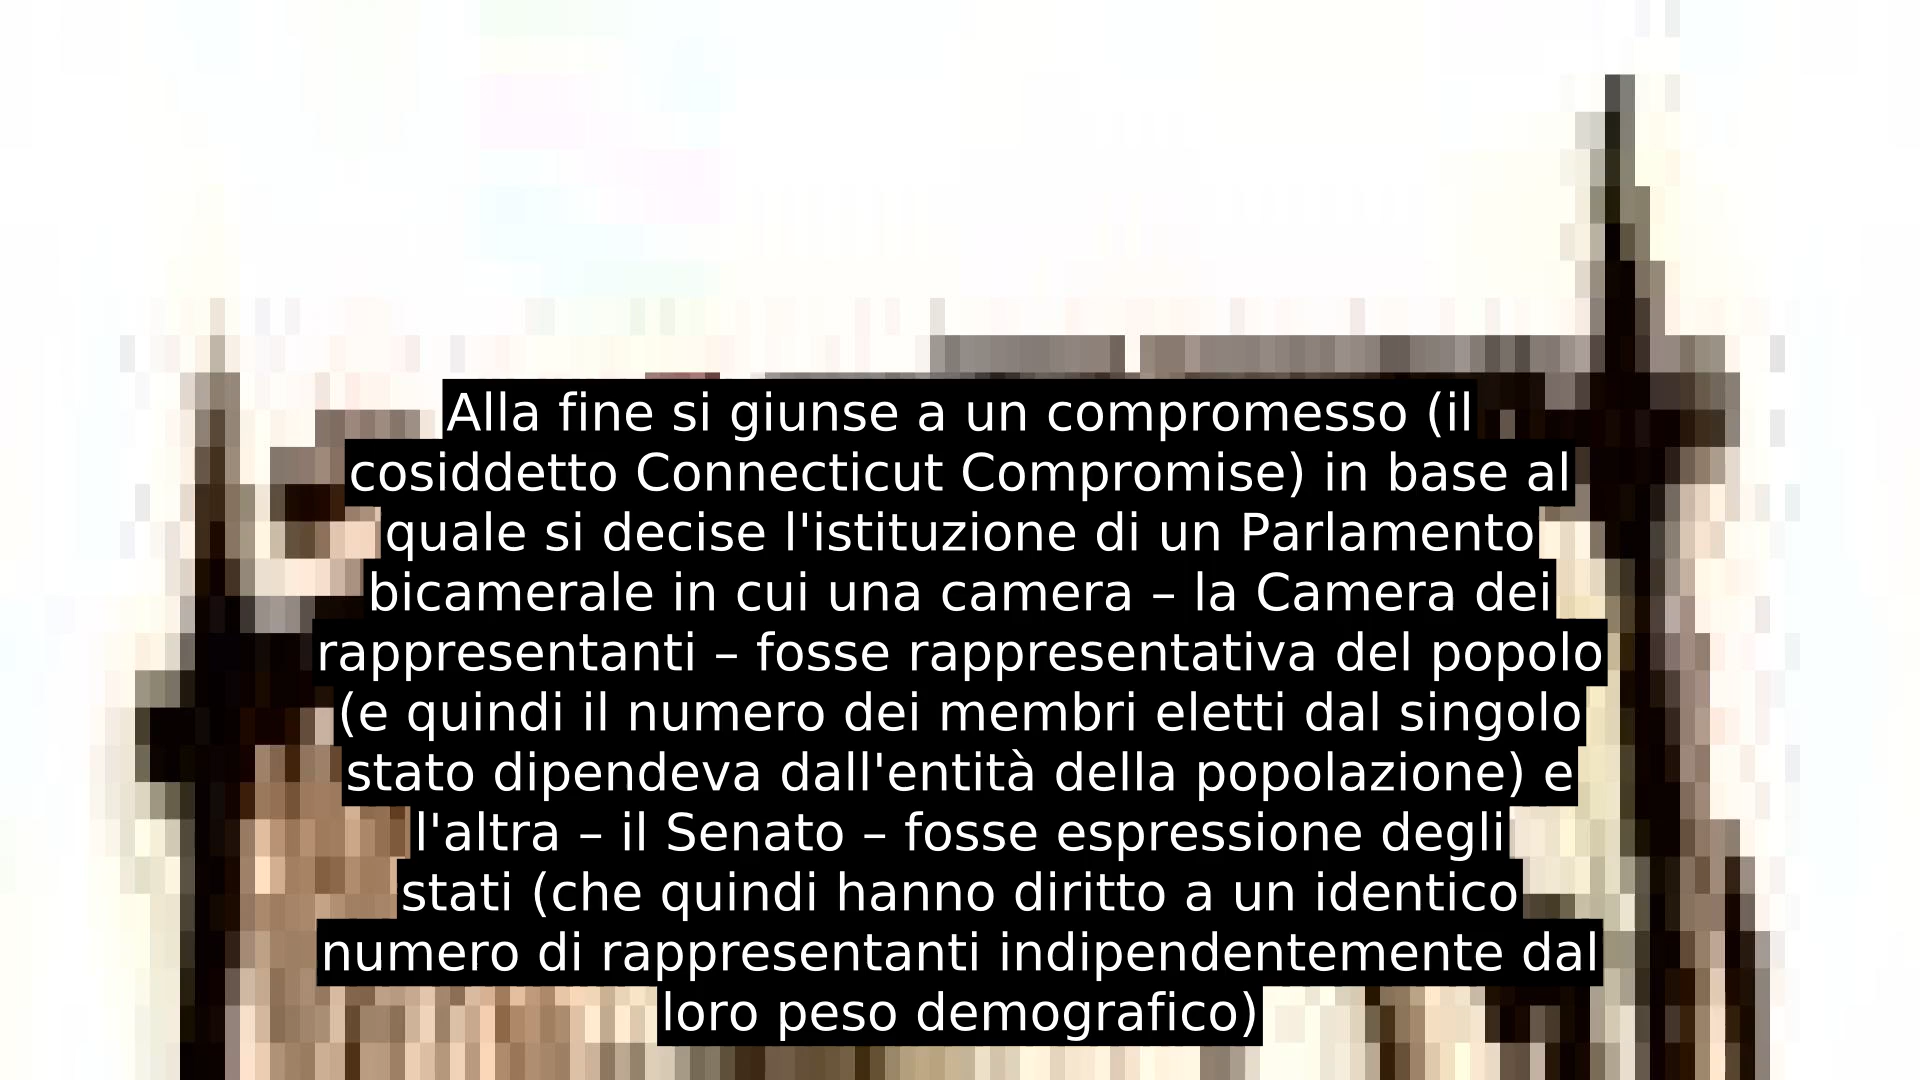 Alla fine si giunse a un compromesso (il
cosiddetto Connecticut Compromise) in base al
quale si decise l'istituzione di un Parlamento
bicamerale in cui una camera – la Camera dei
rappresentanti – fosse rappresentativa del popolo
(e quindi il numero dei membri eletti dal singolo
stato dipendeva dall'entità della popolazione) e
l'altra – il Senato – fosse espressione degli
stati (che quindi hanno diritto a un identico
numero di rappresentanti indipendentemente dal
loro peso demografico)